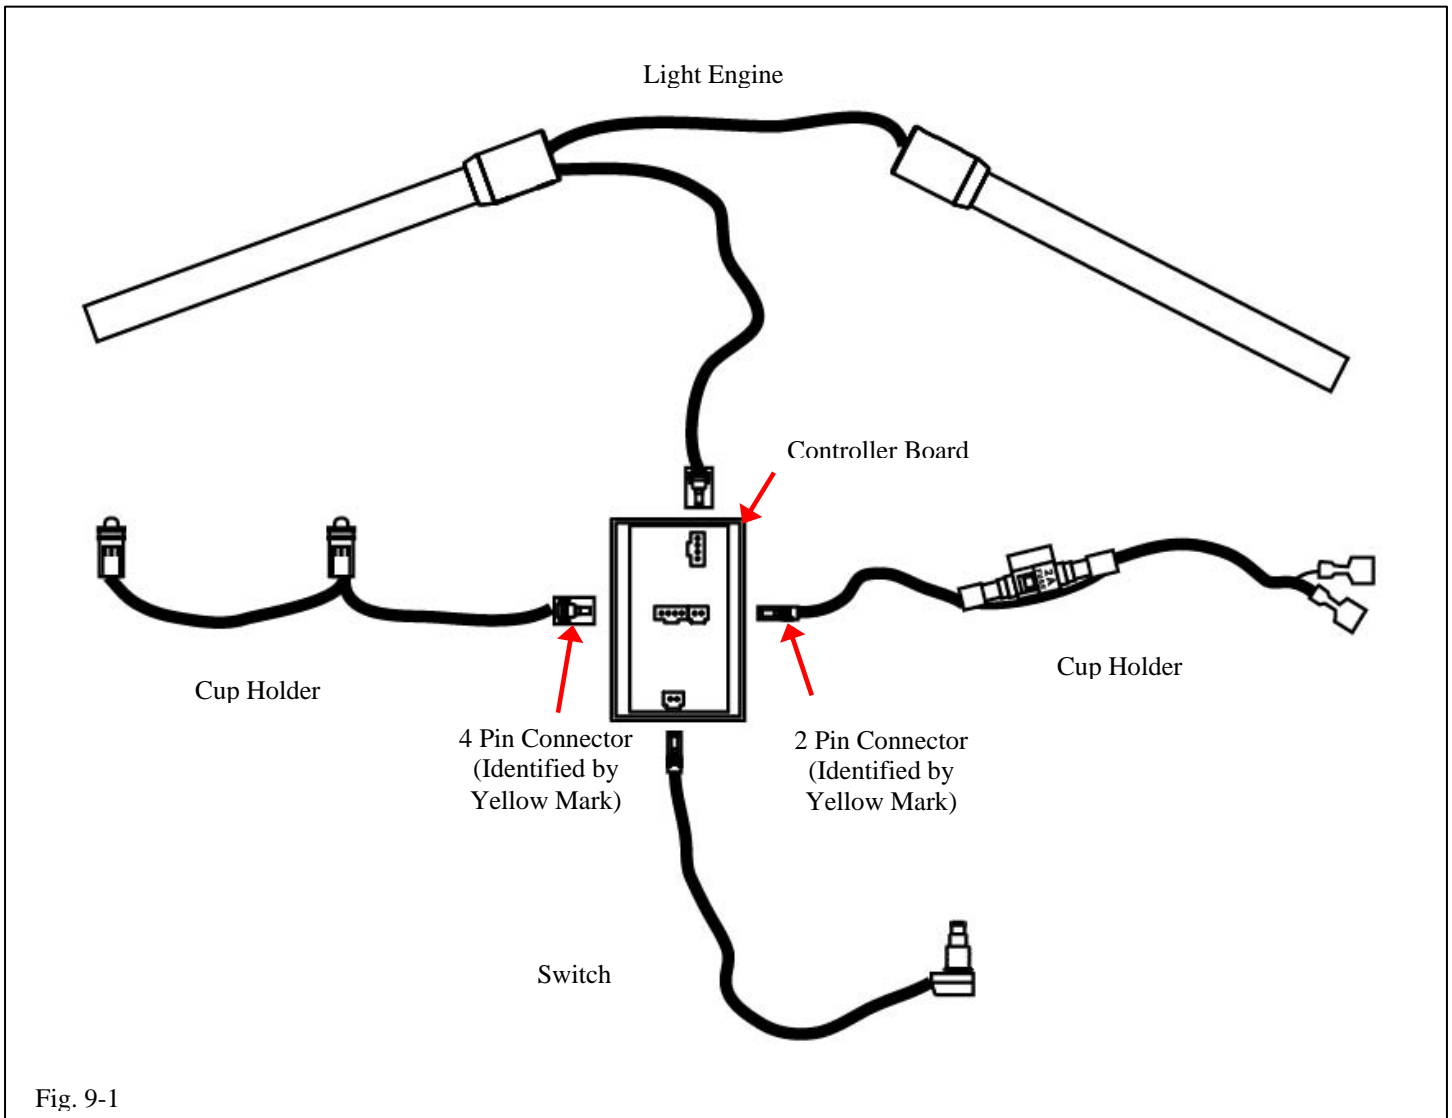 Light Engine
Controller Board
Cup Holder
Cup Holder
4 Pin Connector
(Identified by
Yellow Mark)
2 Pin Connector
(Identified by
Yellow Mark)
2A
Switch
Fig. 9-1